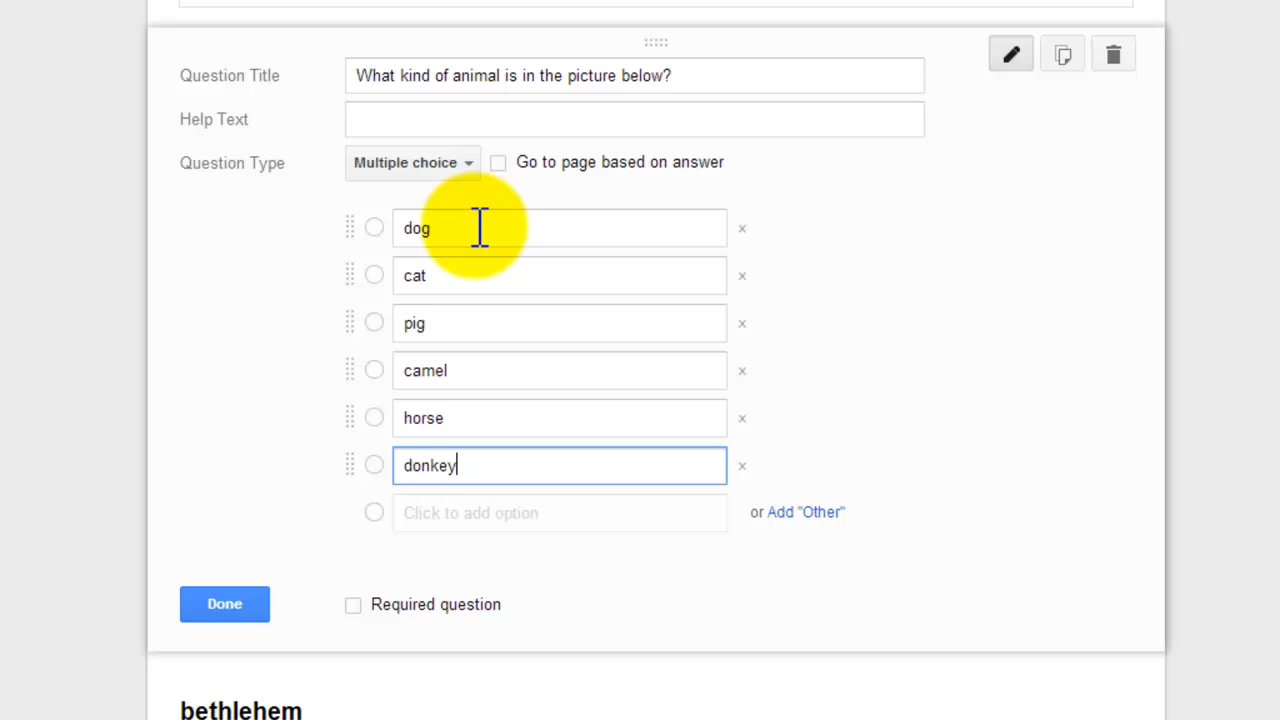 Question Title What kind of animal is in the picture below?
Help Text
Question Type Multiple choice Go to page based on answer
dog x
cat x
pig x
camel x
horse x
donkey x
Click to add option or Add "Other"
Done Required question
bethlehem